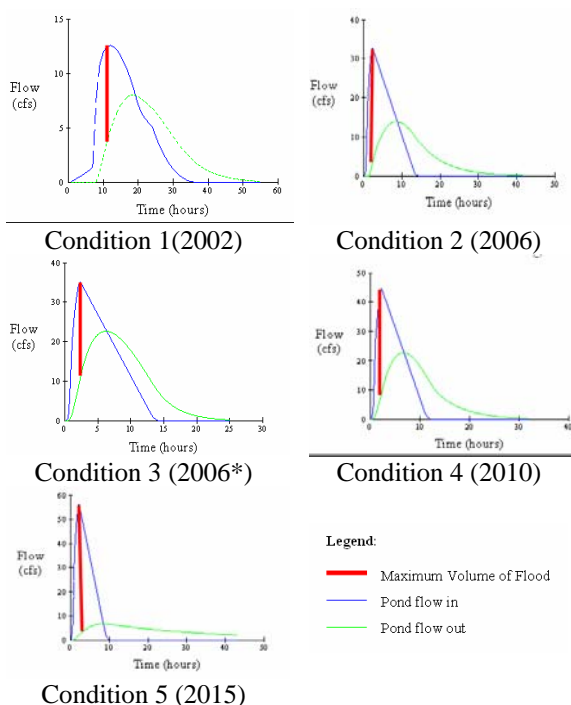 15
10
Flow
(cfs)
5
0
0 10 20 30 40 50 60
Time (hours)
Condition 1(2002)
40
30
Flow
(cfs)
20
10
0
0 10 20 30 40 50
Time (hours)
Condition 2 (2006)
40
30
Flow
(cfs)
20
10
0
0 5 10 15 20 25 30
Time (hours)
Condition 3 (2006*)
50
40
Flow
(cfs)
30
20
10
0
0 10 20 30 40
Time (hours)
Condition 4 (2010)
60
50
40
Flow
(cfs)
30
20
10
0
0 10 20 30 40 50
Time (hours)
Condition 5 (2015)
Legend:
Maximum Volume of Flood
Pond flow in
Pond flow out